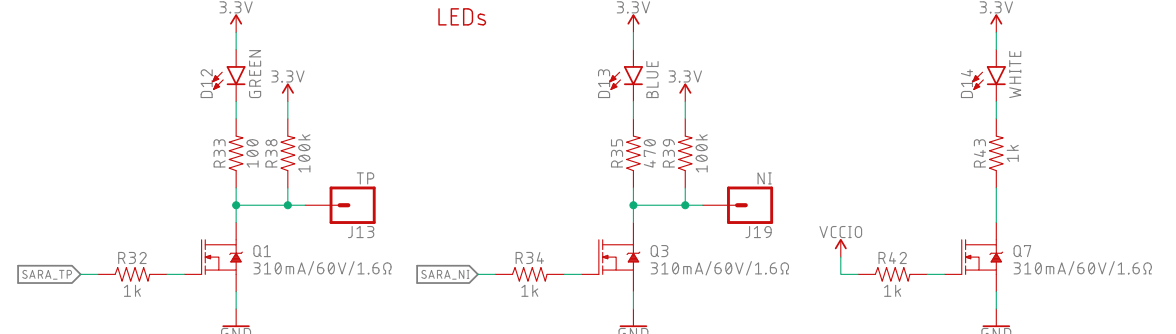 3.3V
LEDs
3.3V
3.3V
D12
GREEN
3.3V
D13
BLUE
3.3V
D14
WHITE
R33
100
R38
100k
R35
470
R39
100k
R43
1k
TP
J13
NI
J19
VCCIO
SARA_TP
R32
1k
Q1
310mA/60V/1.6Ω
SARA_NI
R34
1k
Q3
310mA/60V/1.6Ω
R42
1k
Q7
310mA/60V/1.6Ω
GND
GND
GND